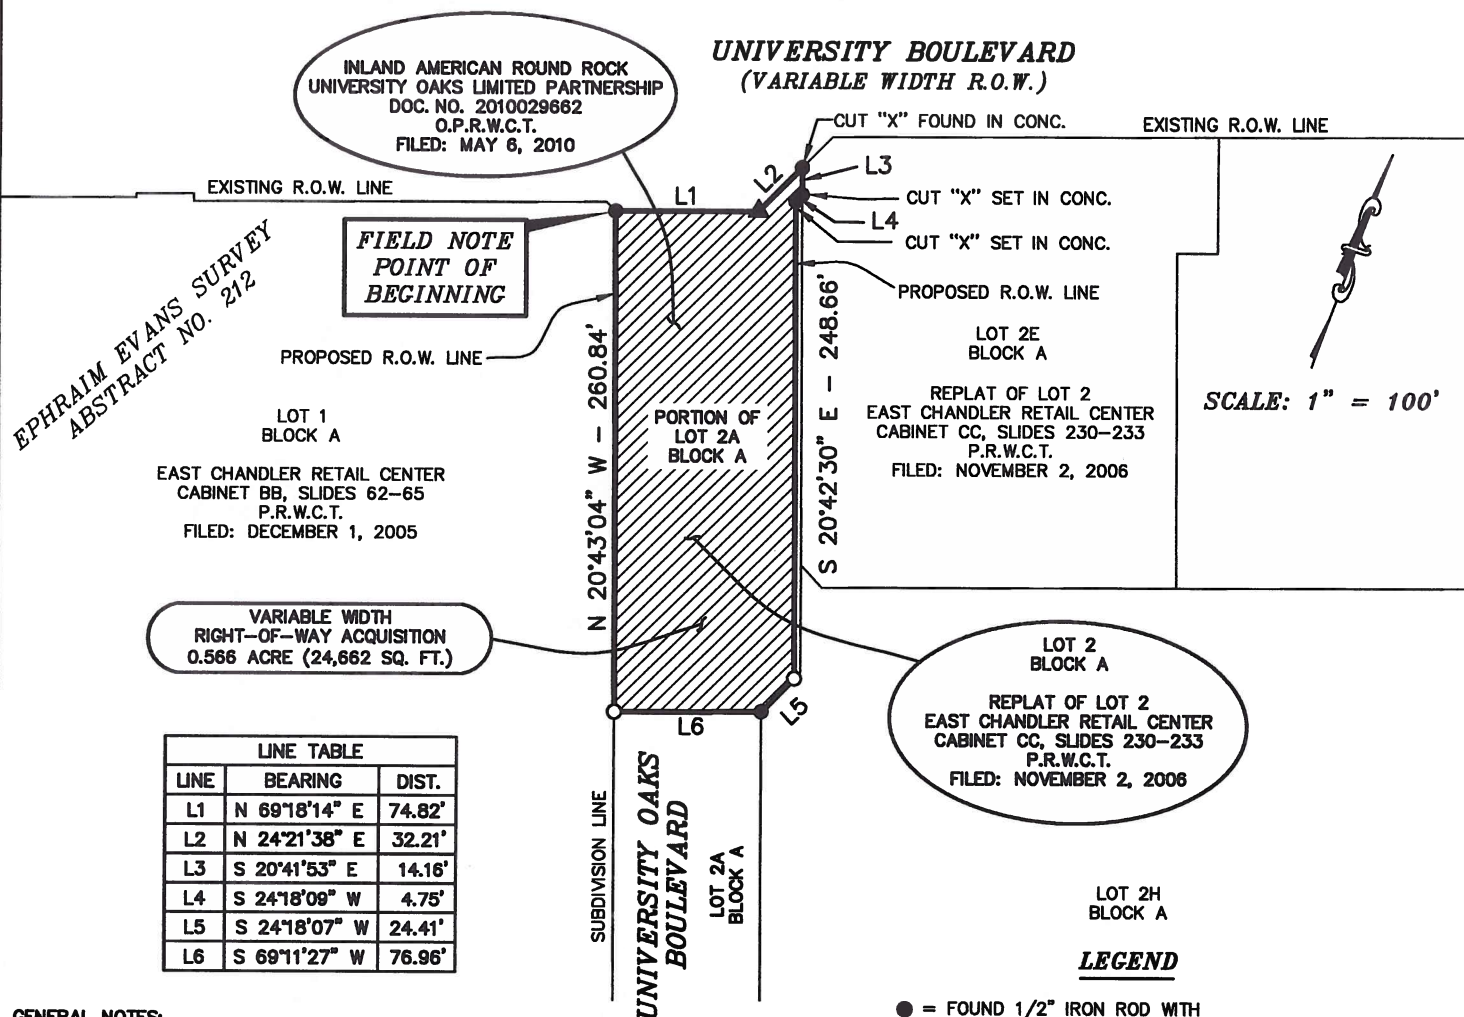 UNIVERSITY BOULEVARD
(VARIABLE WIDTH R.O.W.)
INLAND AMERICAN ROUND ROCK
UNIVERSITY OAKS LIMITED PARTNERSHIP
DOC. NO. 2010029662
O.P.R.W.C.T.
FILED: MAY 6, 2010
CUT "X" FOUND IN CONC.
EXISTING R.O.W. LINE
EXISTING R.O.W. LINE
L1
L2
L3
CUT "X" SET IN CONC.
L4
CUT "X" SET IN CONC.
FIELD NOTE
POINT OF
BEGINNING
EPHRAIM EVANS SURVEY
ABSTRACT NO. 212
PROPOSED R.O.W. LINE
PROPOSED R.O.W. LINE
LOT 2E
BLOCK A
REPLAT OF LOT 2
EAST CHANDLER RETAIL CENTER
CABINET CC, SLIDES 230-233
P.R.W.C.T.
FILED: NOVEMBER 2, 2006
SCALE: 1" = 100'
LOT 1
BLOCK A
EAST CHANDLER RETAIL CENTER
CABINET BB, SLIDES 62-65
P.R.W.C.T.
FILED: DECEMBER 1, 2005
N 20°43'04" W - 260.84'
PORTION OF
LOT 2A
BLOCK A
S 20°42'30" E - 248.66'
VARIABLE WIDTH
RIGHT-OF-WAY ACQUISITION
0.566 ACRE (24,662 SQ. FT.)
LOT 2
BLOCK A
REPLAT OF LOT 2
EAST CHANDLER RETAIL CENTER
CABINET CC, SLIDES 230-233
P.R.W.C.T.
FILED: NOVEMBER 2, 2006
L5
L6
LINE TABLE
LINE BEARING DIST.
L1 N 69°18'14" E 74.82'
L2 N 24°21'38" E 32.21'
L3 S 20°41'53" E 14.16'
L4 S 24°18'09" W 4.75'
L5 S 24°18'07" W 24.41'
L6 S 69°11'27" W 76.96'
SUBDIVISION LINE
UNIVERSITY OAKS
BOULEVARD
LOT 2A
BLOCK A
LOT 2H
BLOCK A
LEGEND
= FOUND 1/2" IRON ROD WITH
GENERAL NOTES: